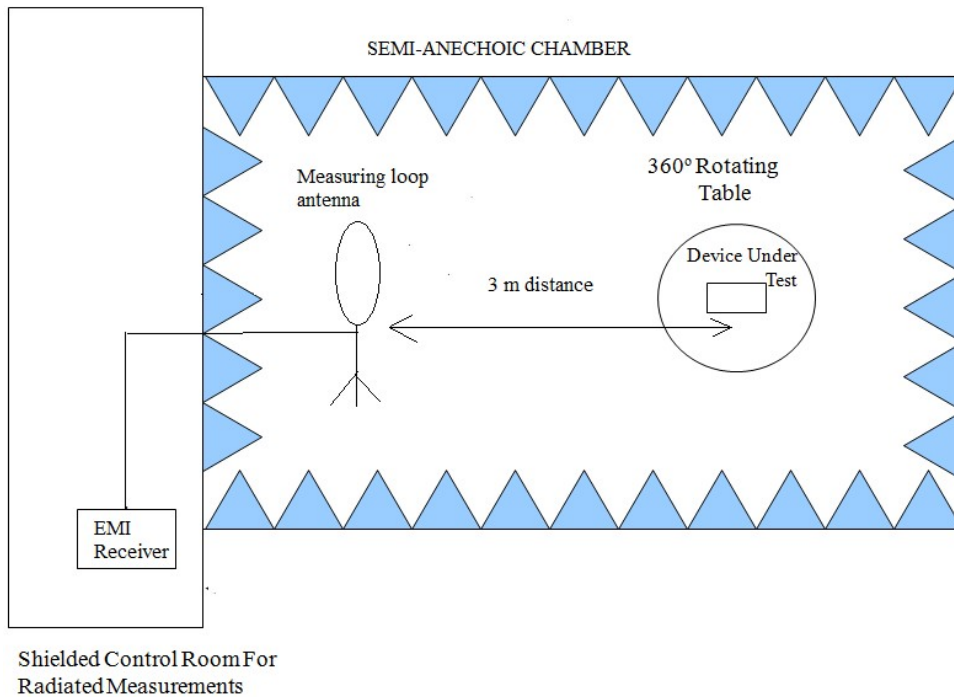 SEMI-ANECHOIC CHAMBER
Measuring loop
antenna
360º Rotating
Table
Device Under
Test
3 m distance
EMI
Receiver
Shielded Control Room For
Radiated Measurements